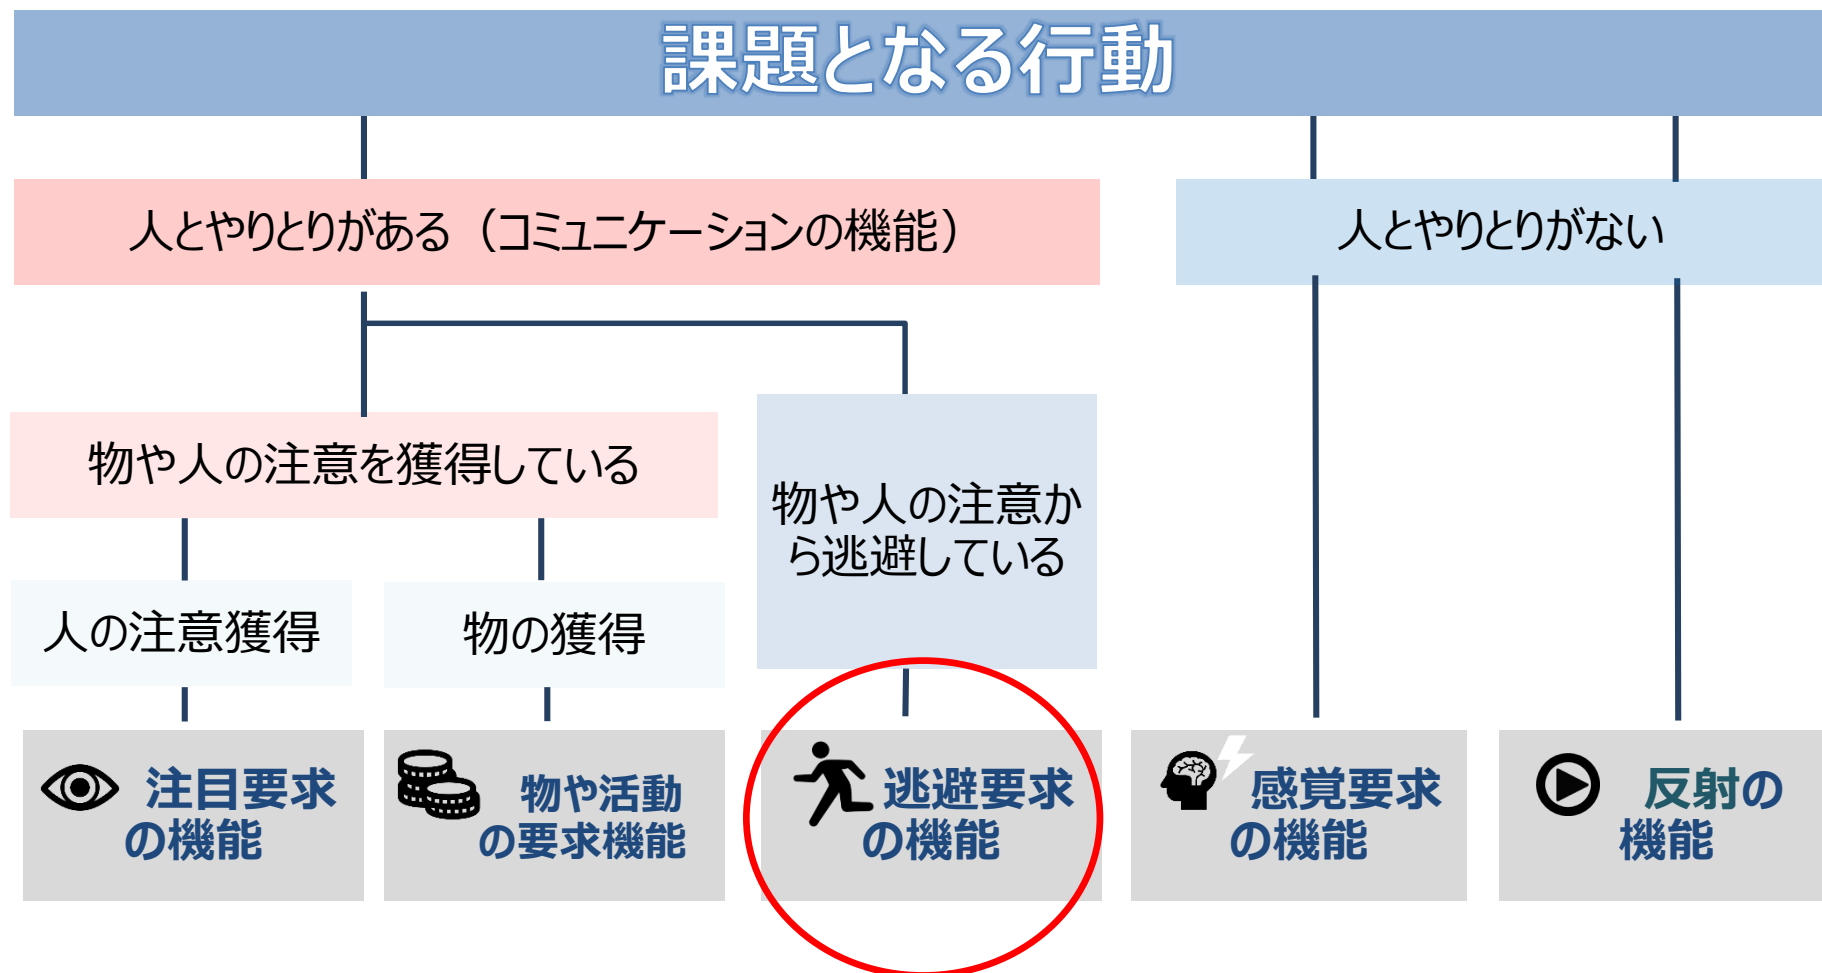 課題となる行動
人とやりとりがある（コミュニケーションの機能）
人とやりとりがない
物や人の注意を獲得している
物や人の注意か
ら逃避している
人の注意獲得
物の獲得
注目要求
の機能
物や活動
の要求機能
逃避要求
の機能
感覚要求
の機能
反射の
機能